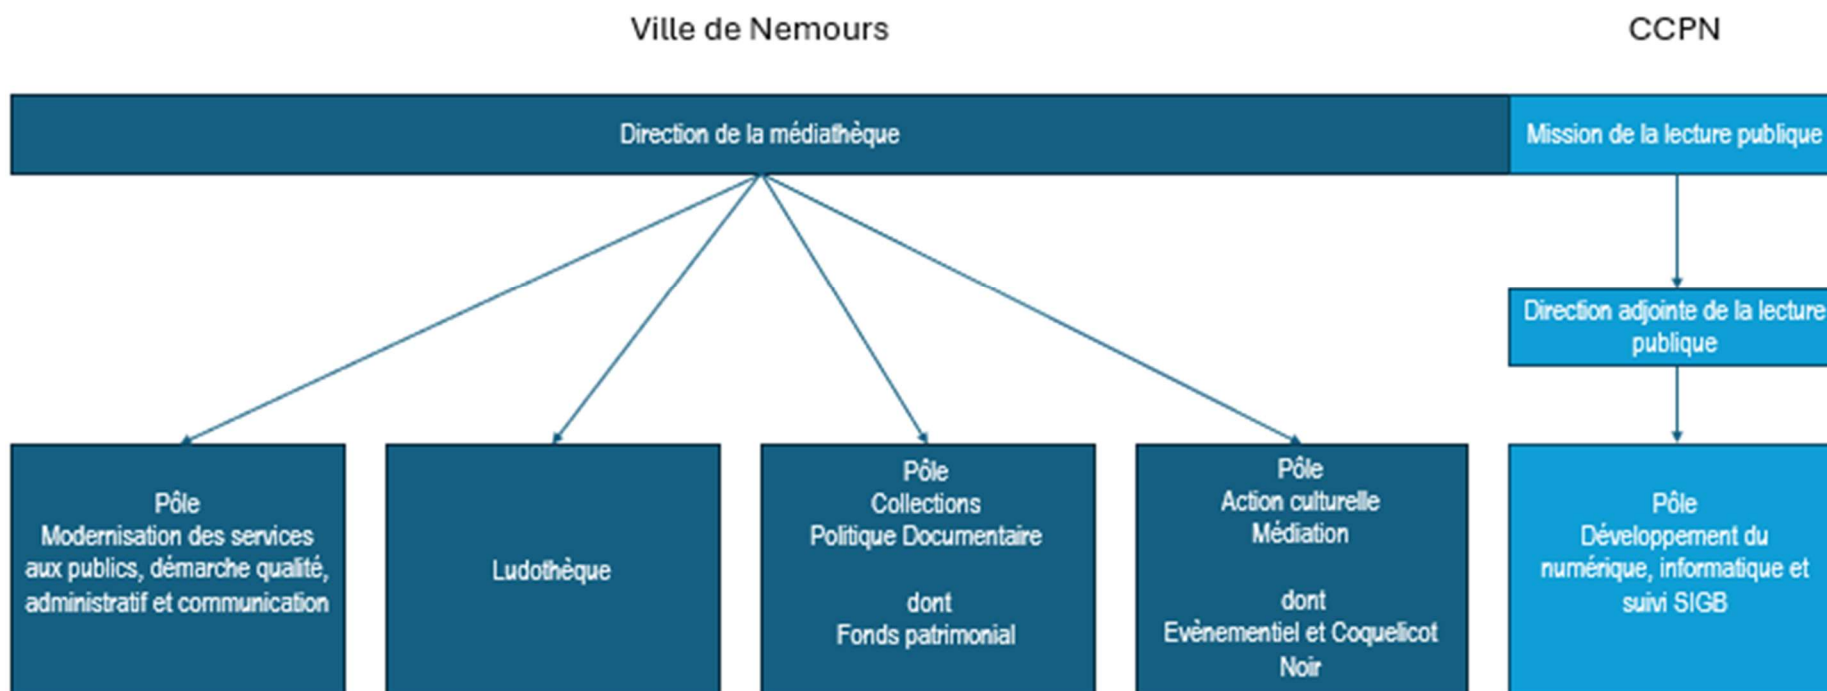 Ville de Nemours
CCPN
Direction de la médiathèque
Mission de la lecture publique
Direction adjointe de la lecture
publique
Pôle
Modernisation des services
aux publics, démarche qualité,
administratif et communication
Ludothèque
Pôle
Collections
Politique Documentaire
dont
Fonds patrimonial
Pôle
Action culturelle
Médiation
dont
Evènementiel et Coquelicot
Noir
Pôle
Développement du
numérique, informatique et
suivi SIGB